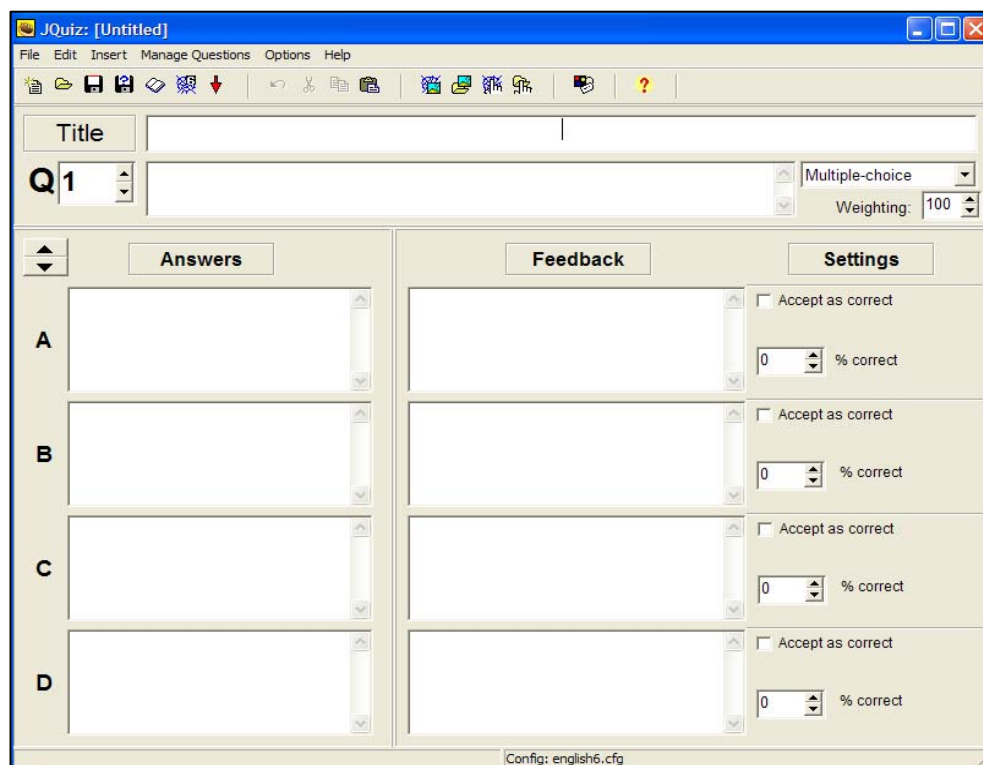 JQuiz: [Untitled]
File Edit Insert Manage Questions Options Help
?
Title
Q 1
Multiple-choice
Weighting: 100
Answers Feedback Settings
A
Accept as correct
0 % correct
B
Accept as correct
0 % correct
C
Accept as correct
0 % correct
D
Accept as correct
0 % correct
Config: english6.cfg